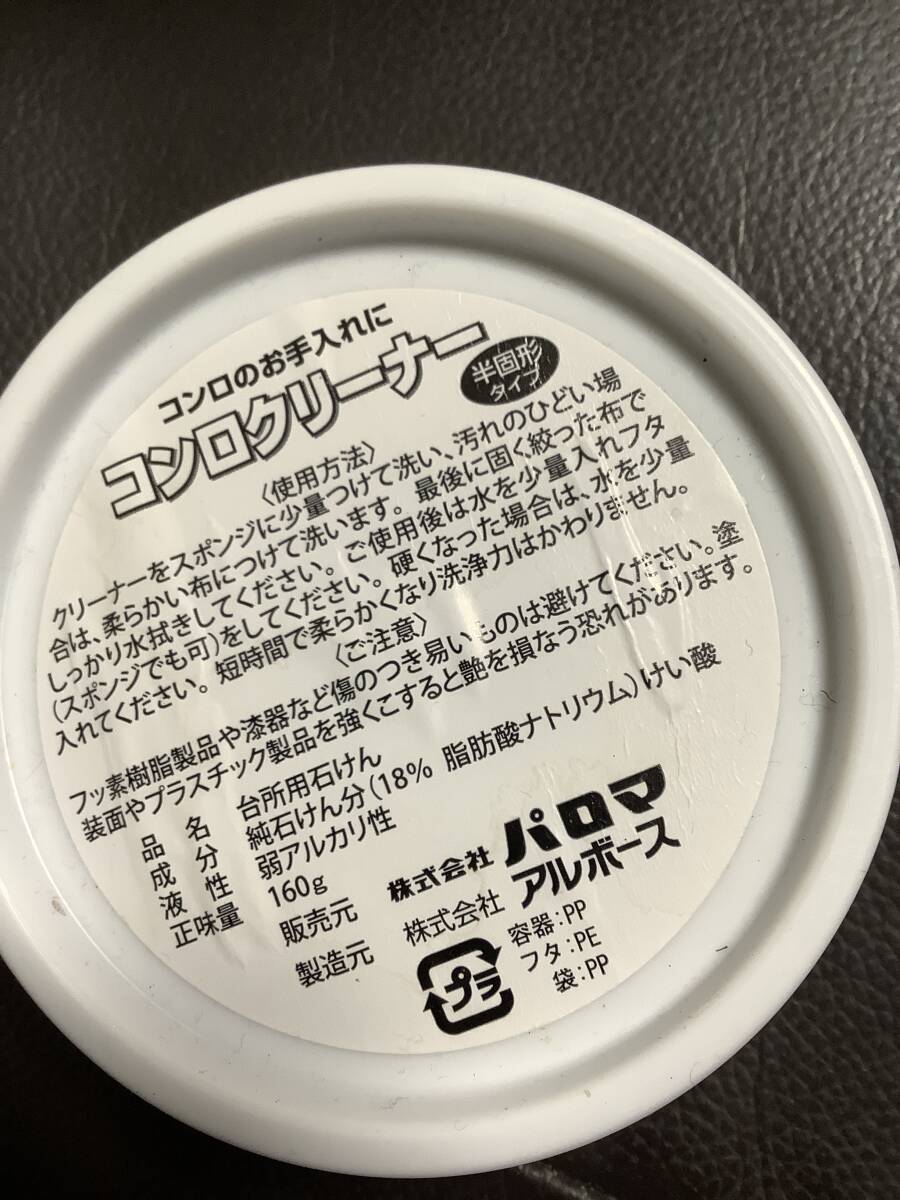 コンロのお手入れに
コンロクリーナー
半固形
タイプ
〈使用方法〉
クリーナーをスポンジに少量つけて洗い、汚れのひどい場
合は、柔らかい布につけて洗います。最後に固く絞った布で
しっかり水拭きしてください。ご使用後は水を少量入れフタ
(スポンジでも可)をしてください。硬くなった場合は、水を少量
入れてください。短時間で柔らかくなり洗浄力はかわりません。
〈ご注意〉
フッ素樹脂製品や漆器など傷のつき易いものは避けてください。塗
装面やプラスチック製品を強くこすると艶を損なう恐れがあります。
品名 台所用石けん
成分 純石けん分(18% 脂肪酸ナトリウム)けい酸
液性 弱アルカリ性
正味量 160g
販売元 株式会社 パロマ
製造元 株式会社 アルボース
プラ
容器:PP
フタ:PE
袋:PP